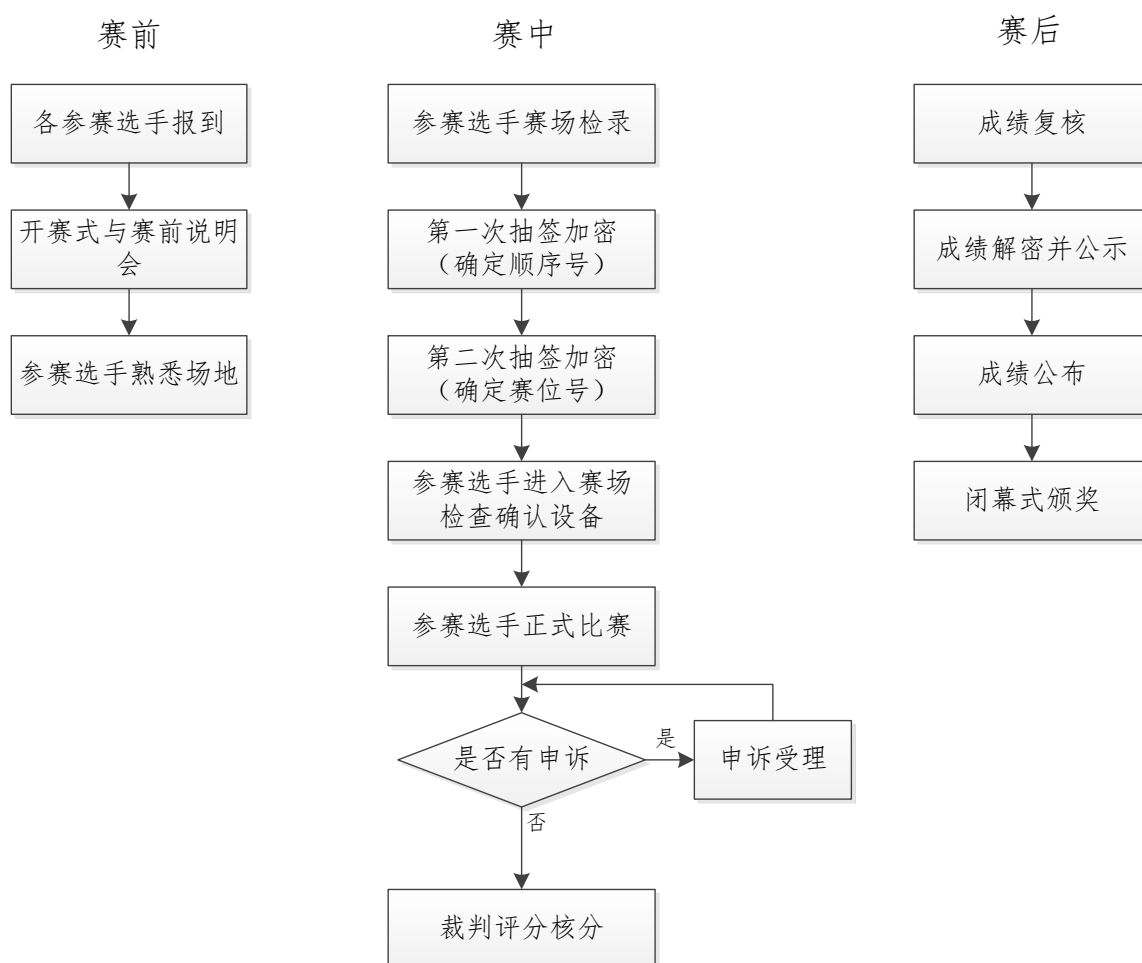 赛前
各参赛选手报到
开赛式与赛前说明
会
参赛选手熟悉场地
赛中
参赛选手赛场检录
第一次抽签加密
（确定顺序号）
第二次抽签加密
（确定赛位号）
参赛选手进入赛场
检查确认设备
参赛选手正式比赛
是否有申诉
是
申诉受理
否
裁判评分核分
赛后
成绩复核
成绩解密并公示
成绩公布
闭幕式颁奖